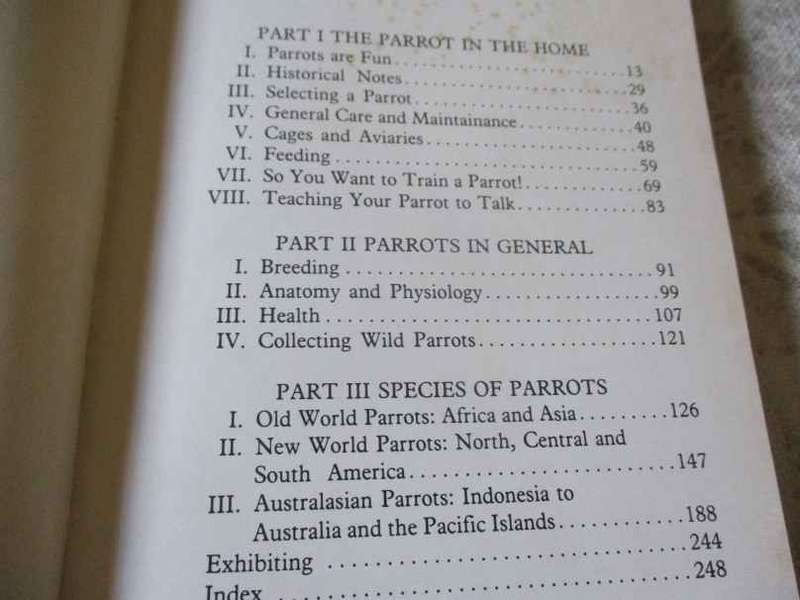 PART I THE PARROT IN THE HOME
I. Parrots are Fun..........................13
II. Historical Notes..........................29
III. Selecting a Parrot..........................36
IV. General Care and Maintainance..............40
V. Cages and Aviaries..........................48
VI. Feeding..........................59
VII. So You Want to Train a Parrot!.............69
VIII. Teaching Your Parrot to Talk..............83
PART II PARROTS IN GENERAL
I. Breeding..............................91
II. Anatomy and Physiology.................99
III. Health...............................107
IV. Collecting Wild Parrots.................121
PART III SPECIES OF PARROTS
I. Old World Parrots: Africa and Asia.........126
II. New World Parrots: North, Central and
South America..........................147
III. Australasian Parrots: Indonesia to
Australia and the Pacific Islands............188
Exhibiting ..................................244
Index ..................................248